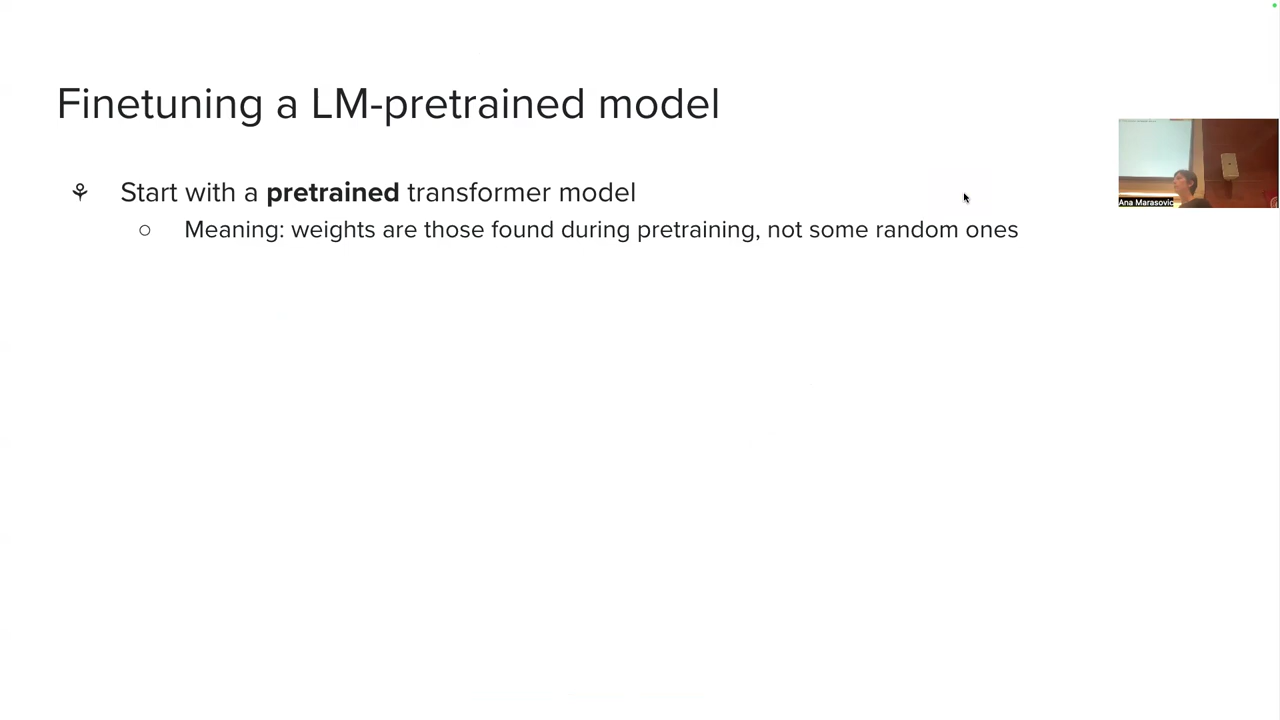 Finetuning a LM-pretrained model
⚘ Start with a pretrained transformer model
○ Meaning: weights are those found during pretraining, not some random ones
Ana Marasovic